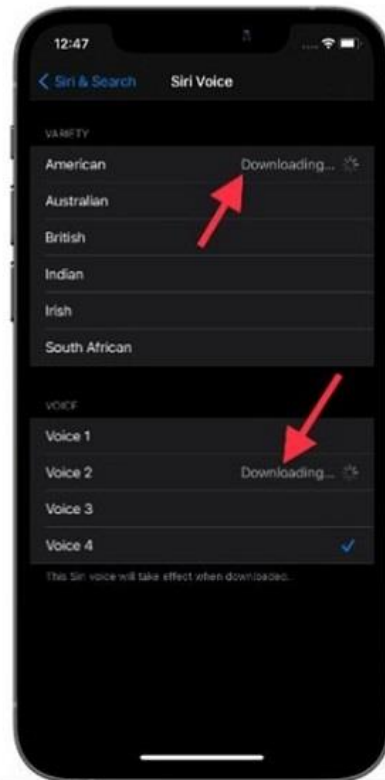 12:47
Siri & Search
Siri Voice
VARIETY
American Downloading...
Australian
British
Indian
Irish
South African
VOICE
Voice 1
Voice 2 Downloading...
Voice 3
Voice 4
This Siri voice will take effect when downloaded.